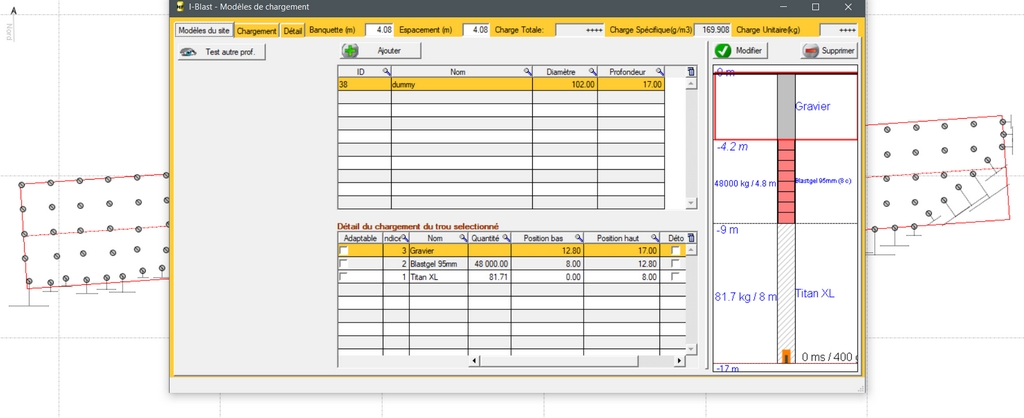 I-Blast - Modèles de chargement
Nord
Modèles du site Chargement Détail Banquette (m) 4.08 Espacement (m) 4.08 Charge Totale: ++++ Charge Spécifique(g/m3) 169.908 Charge Unitaire(kg) ++++
Test autre prof.
Ajouter
Modifier
Supprimer
ID Nom Diamètre Profondeur
38 dummy 102.00 17.00
Détail du chargement du trou selectionné
Adaptable ndice Nom Quantité Position bas Position haut Déto
3 Gravier 12.80 17.00
2 Blastgel 95mm 48 000.00 8.00 12.80
1 Titan XL 81.71 0.00 8.00
0 m
Gravier
-4.2 m
48000 kg / 4.8 m Blastgel 95mm (8 c)
-9 m
81.7 kg / 8 m Titan XL
0 ms / 400
-17 m